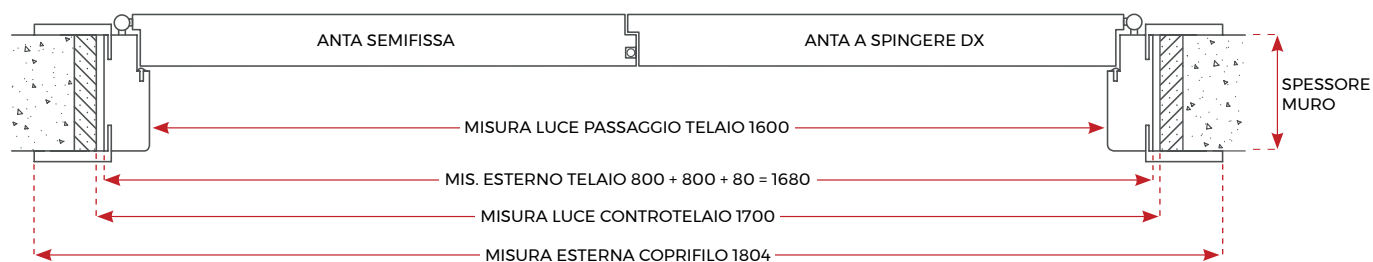 ANTA SEMIFISSA
ANTA A SPINGERE DX
SPESSORE
MURO
MISURA LUCE PASSAGGIO TELAIO 1600
MIS. ESTERNO TELAIO 800 + 800 + 80 = 1680
MISURA LUCE CONTROTELAIO 1700
MISURA ESTERNA COPRIFILO 1804